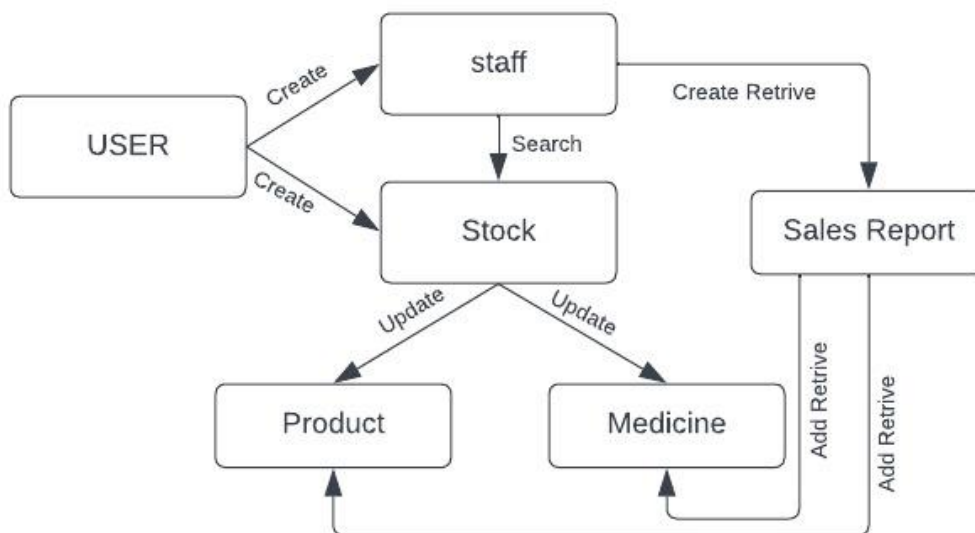 staff
Create
Create Retrive
USER
Search
Create
Stock
Sales Report
Update
Update
Product
Medicine
Add Retrive
Add Retrive